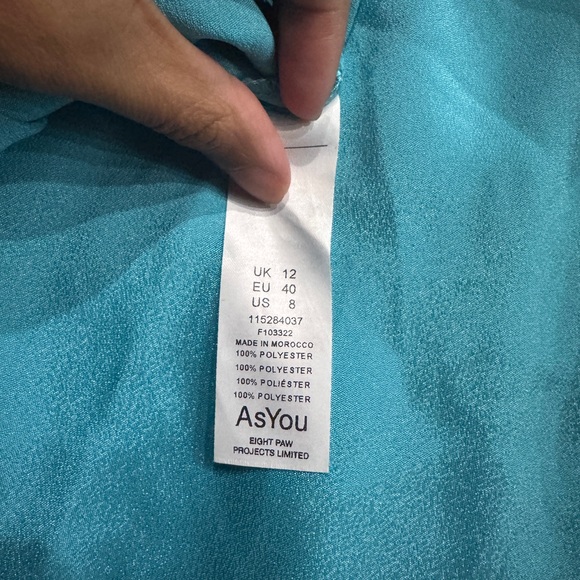 UK 12
EU 40
US 8
115284037
F103322
MADE IN MOROCCO
100% POLYESTER
100% POLYESTER
100% POLIÉSTER
100% POLYESTER
AsYou
EIGHT PAW
PROJECTS LIMITED